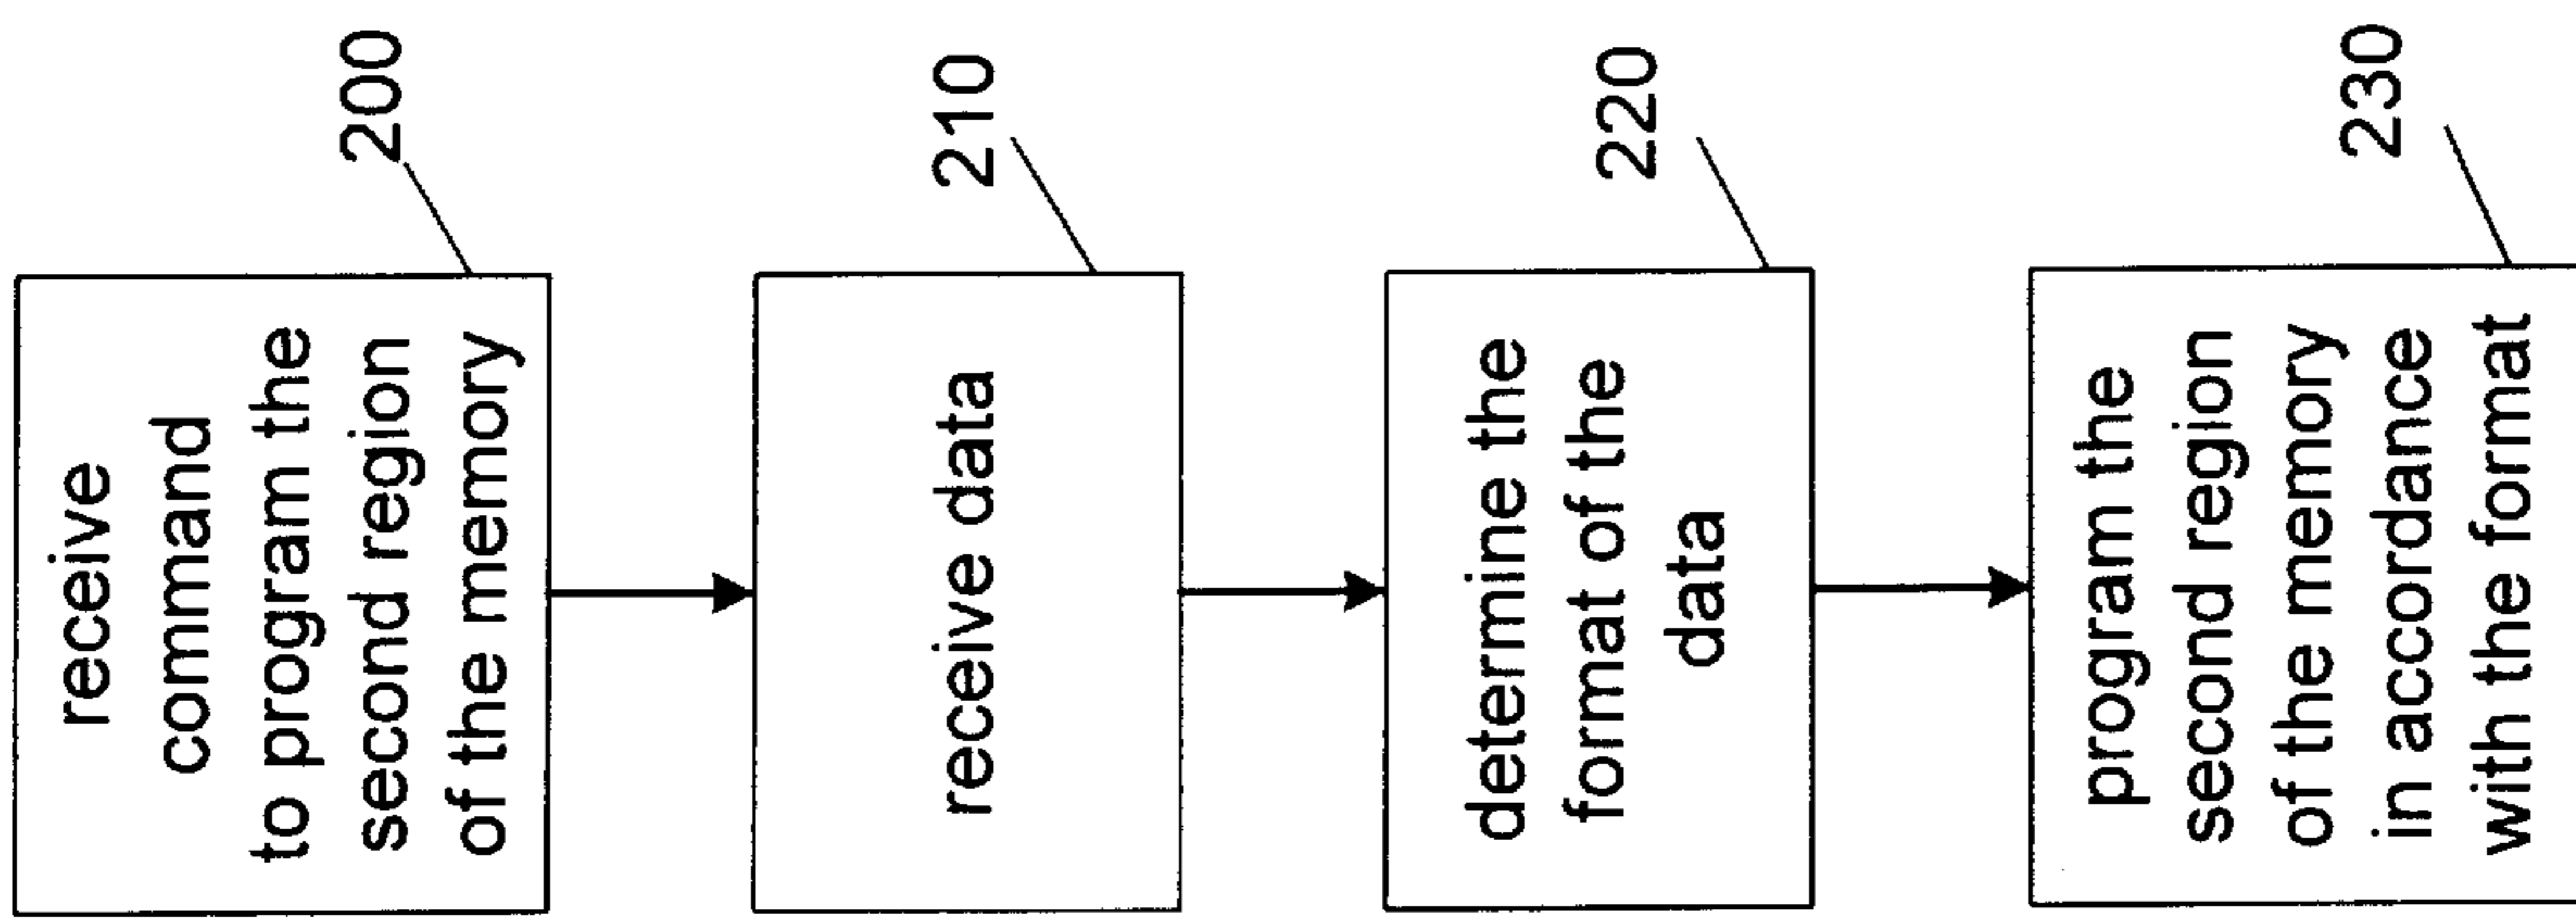 receive
command
to program the
second region
of the memory
200
receive data
210
determine the
format of the
data
220
program the
second region
of the memory
in accordance
with the format
230